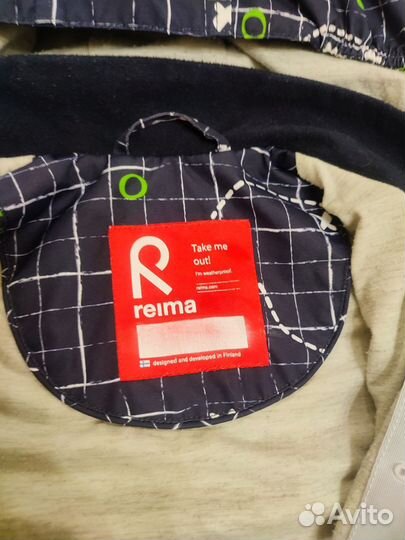 Take me
out!
I'm weatherproof.
reima.com
reima
designed and developed in Finland
Avito